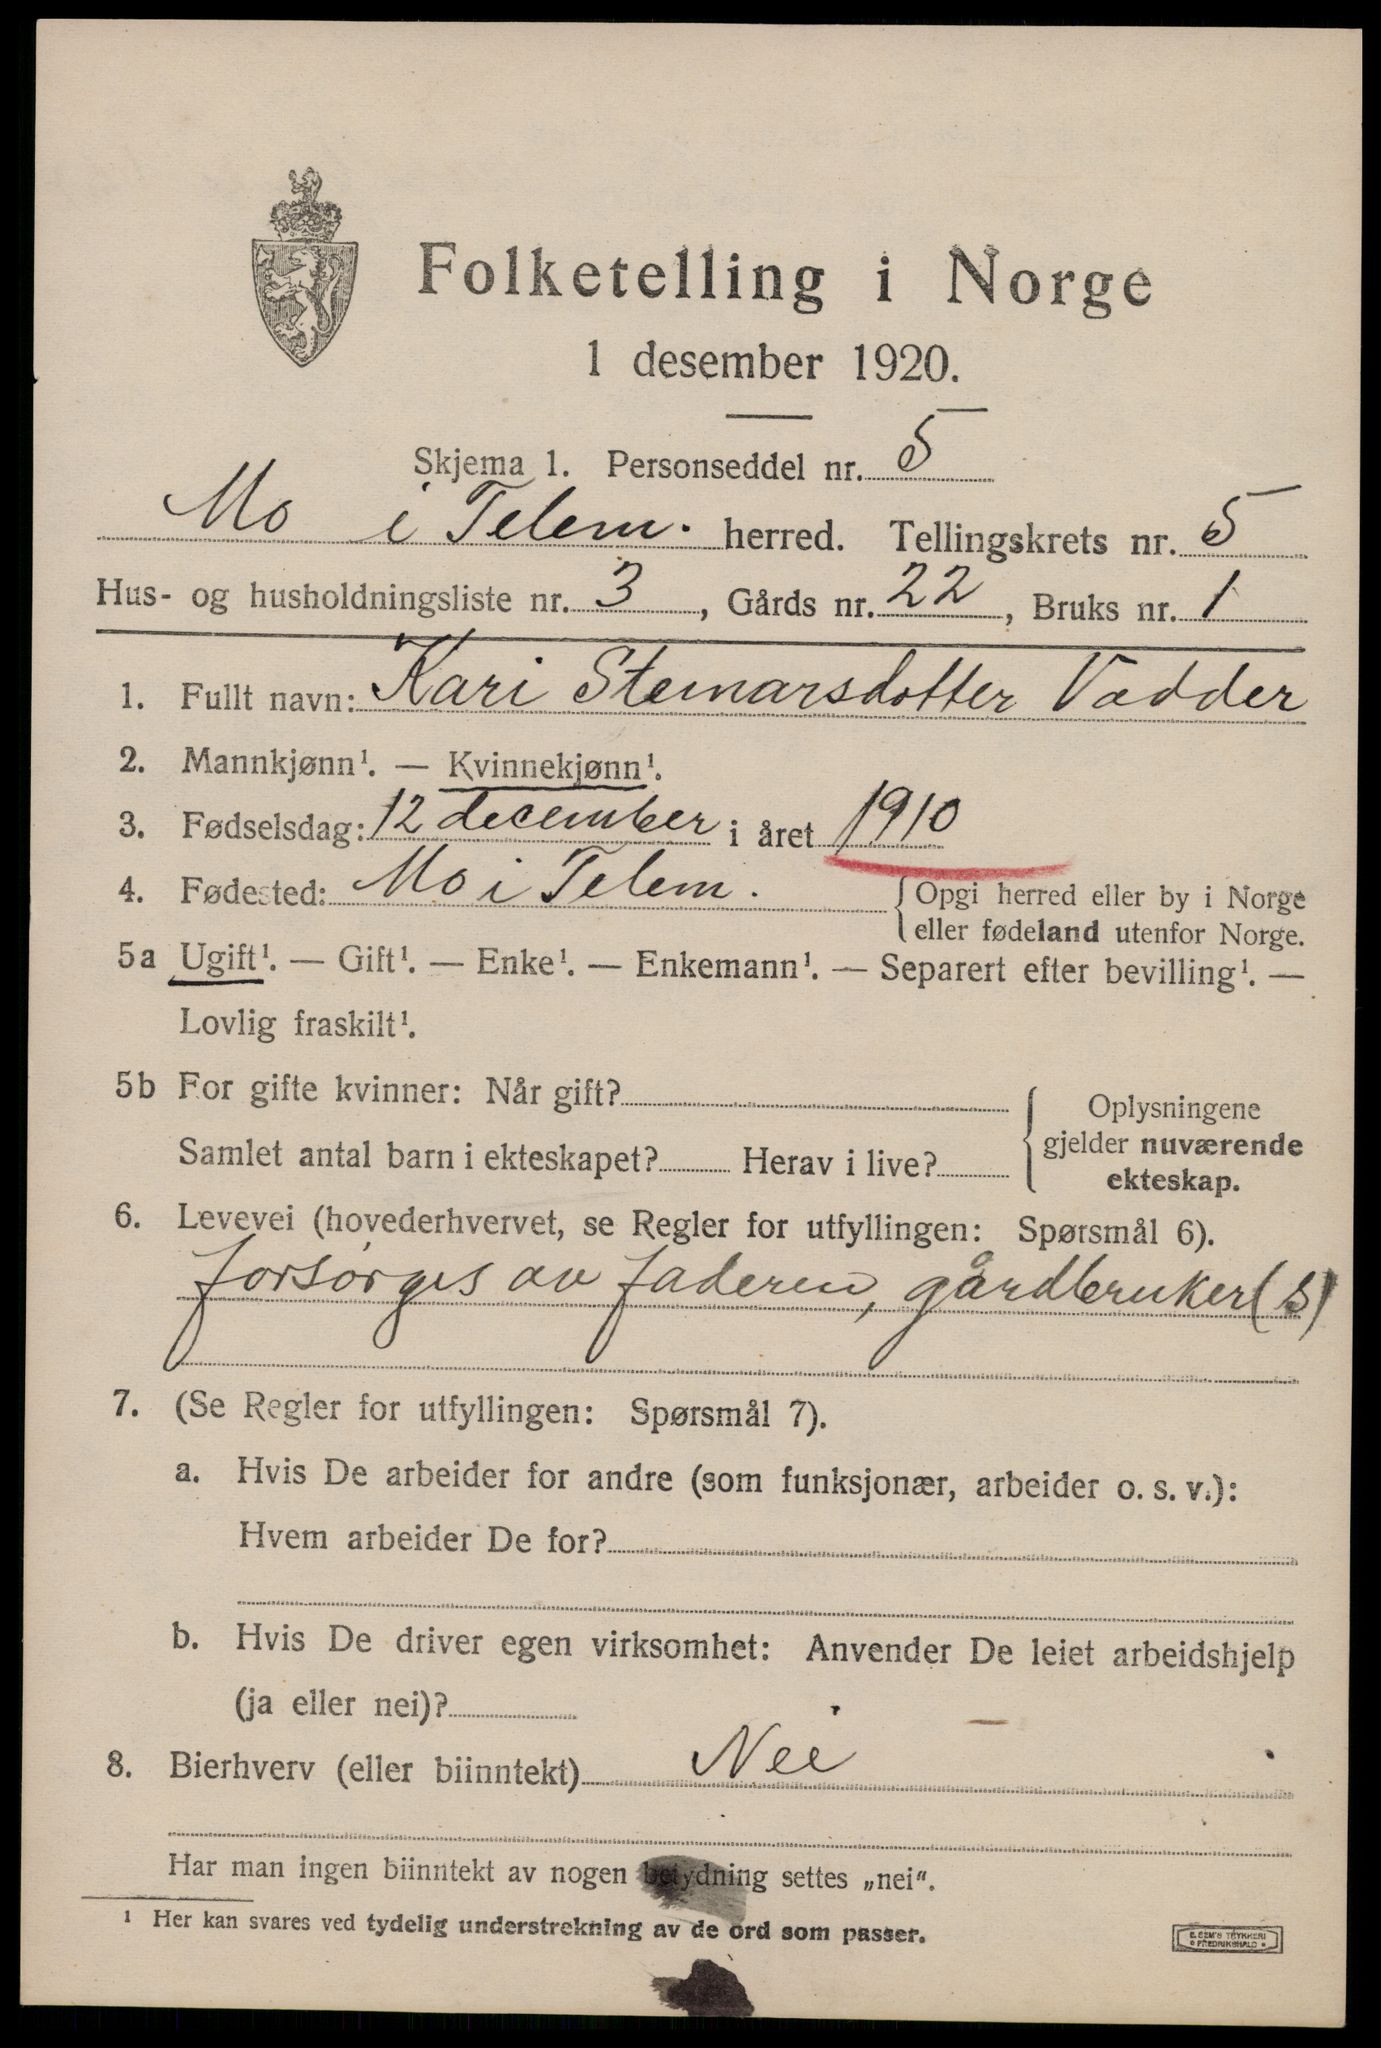 Folketelling i Norge
1 desember 1920.
Skjema 1. Personseddel nr. 5
Mo i Telem. herred. Tellingskrets nr. 5
Hus- og husholdningsliste nr. 3, Gårds nr. 22, Bruks nr. 1
1. Fullt navn: Kari Steinarsdotter Vadder
2. Mannkjønn¹. — Kvinnekjønn¹.
3. Fødselsdag: 12 december i året 1910
4. Fødested: Mo i Telem. { Opgi herred eller by i Norge
eller fødeland utenfor Norge.
5a Ugift¹. — Gift¹. — Enke¹. — Enkemann¹. — Separert efter bevilling¹. —
Lovlig fraskilt¹.
5b For gifte kvinner: Når gift?
Samlet antal barn i ekteskapet? Herav i live?
{ Oplysningene
gjelder nuværende
ekteskap.
6. Levevei (hovederhvervet, se Regler for utfyllingen: Spørsmål 6).
forsørges av faderen, gårdbruker (S)
7. (Se Regler for utfyllingen: Spørsmål 7).
a. Hvis De arbeider for andre (som funksjonær, arbeider o. s. v.):
Hvem arbeider De for?
b. Hvis De driver egen virksomhet: Anvender De leiet arbeidshjelp
(ja eller nei)?
8. Bierhverv (eller biinntekt) Nei
Har man ingen biinntekt av nogen betydning settes „nei“.
¹ Her kan svares ved tydelig understrekning av de ord som passer.
E. SEM'S TRYKKERI
FREDRIKSHALD